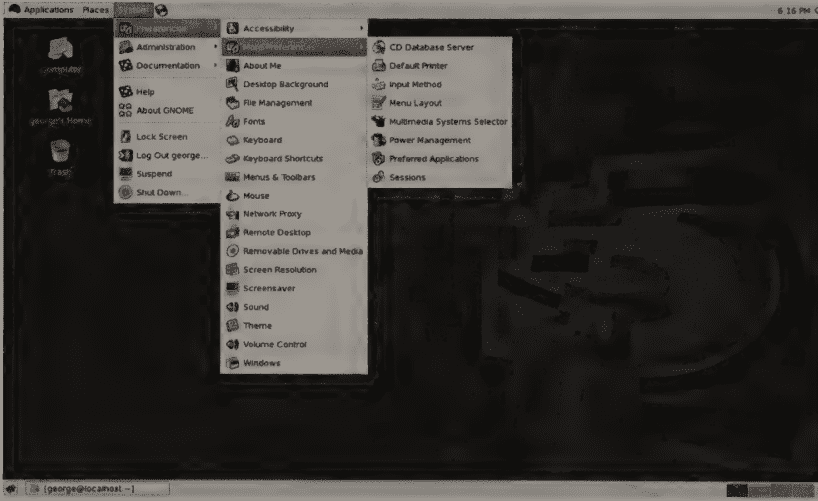 Applications Places
6:16 PM
Computer
george's Home
Trash
Administration
Documentation
Help
About GNOME
Lock Screen
Log Out george...
Suspend
Shut Down...
Accessibility
About Me
Desktop Background
File Management
Fonts
Keyboard
Keyboard Shortcuts
Menus & Toolbars
Mouse
Network Proxy
Remote Desktop
Removable Drives and Media
Screen Resolution
Screensaver
Sound
Theme
Volume Control
Windows
CD Database Server
Default Printer
Input Method
Menu Layout
Multimedia Systems Selector
Power Management
Preferred Applications
Sessions
[george@localhost:~]